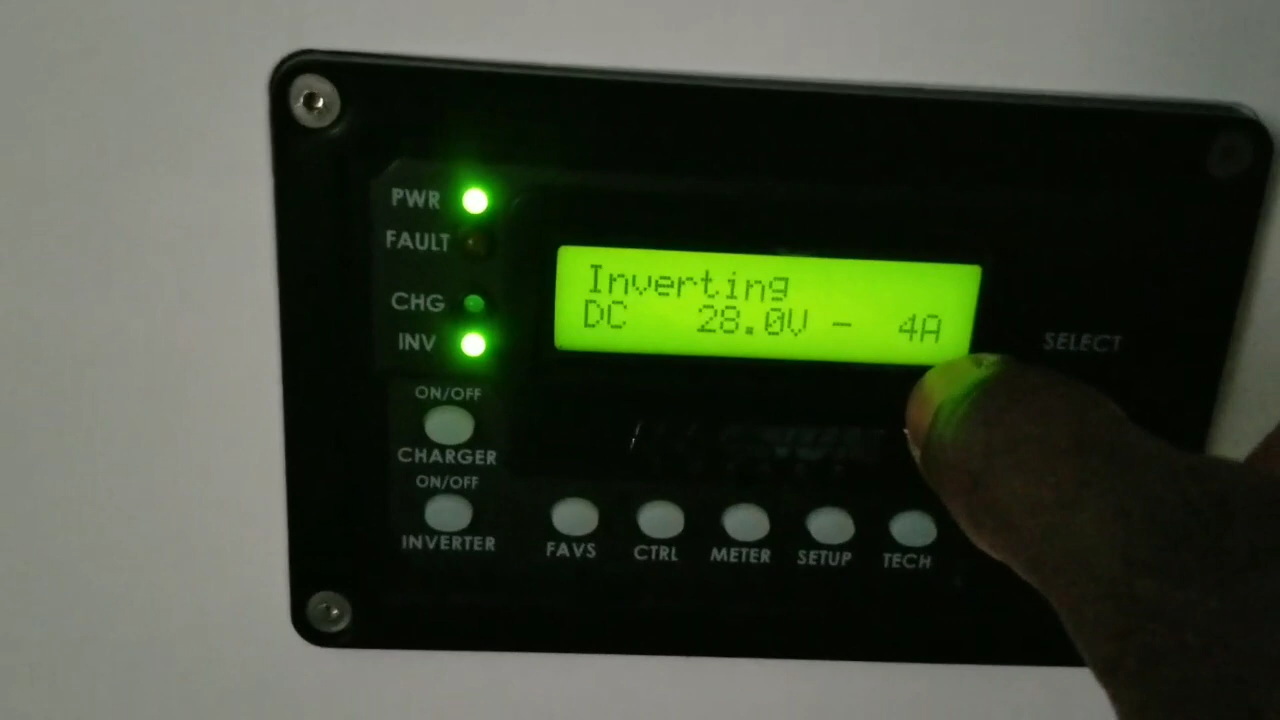 PWR
FAULT
CHG
INV
ON/OFF
CHARGER
ON/OFF
INVERTER
Inverting
DC 28.0V - 4A
SELECT
FAVS
CTRL
METER
SETUP
TECH